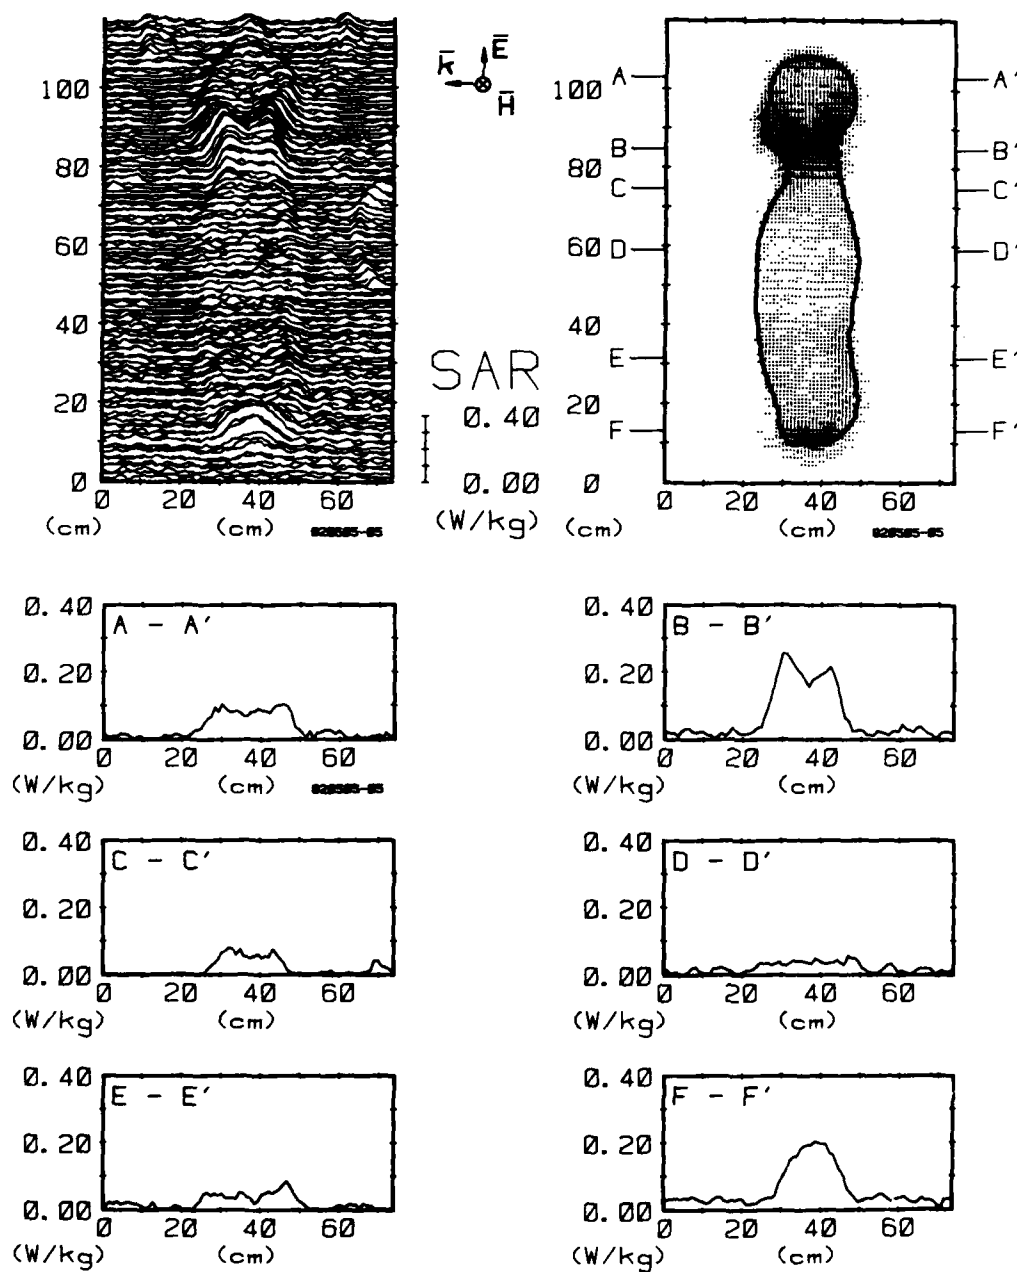 100
80
60
40
20
0
0 20 40 60
(cm) (cm)
k̄ Ē
H̄
SAR
0.40
0.00
(W/kg)
A A'
100
B B'
80
C C'
60 D D'
40
E E'
20
F F'
0
0 20 40 60
(cm) (cm)
0.40
A - A'
0.20
0.00
0 20 40 60
(W/kg) (cm)
0.40
B - B'
0.20
0.00
0 20 40 60
(W/kg) (cm)
0.40
C - C'
0.20
0.00
0 20 40 60
(W/kg) (cm)
0.40
D - D'
0.20
0.00
0 20 40 60
(W/kg) (cm)
0.40
E - E'
0.20
0.00
0 20 40 60
(W/kg) (cm)
0.40
F - F'
0.20
0.00
0 20 40 60
(W/kg) (cm)